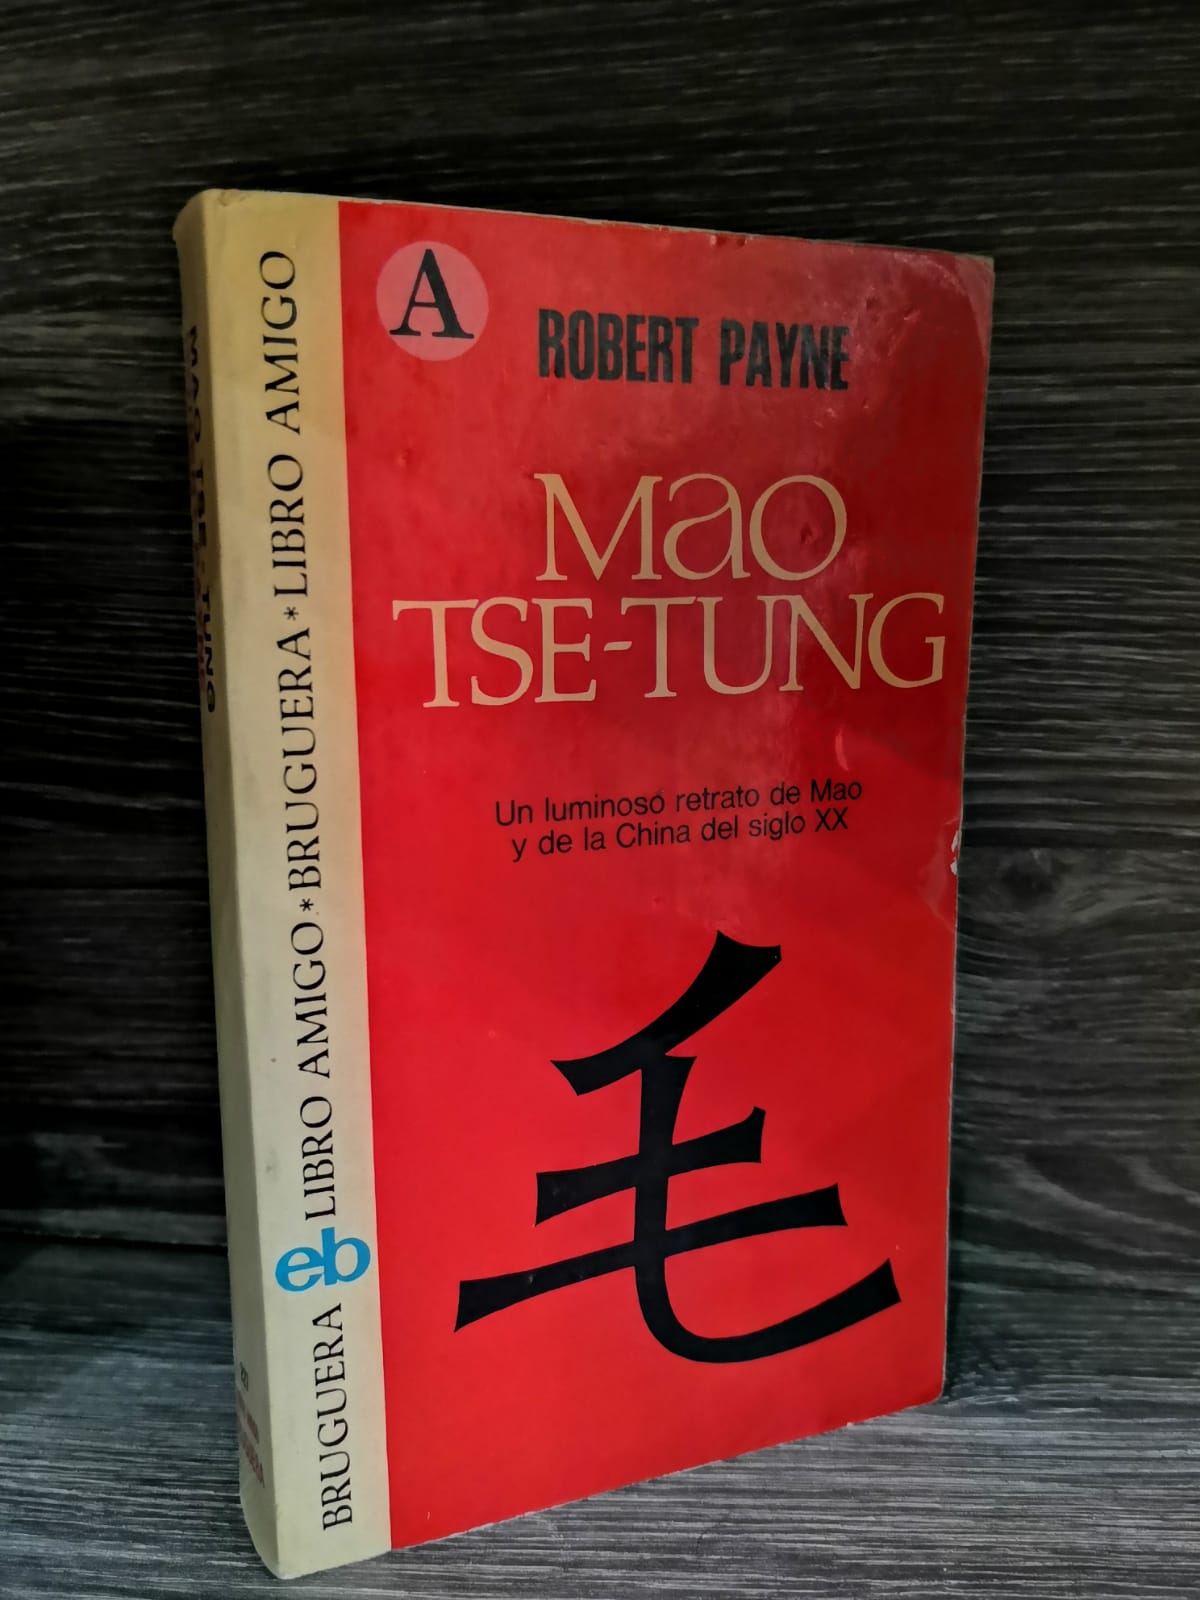 A
ROBERT PAYNE
Mao
TSE-TUNG
Un luminoso retrato de Mao
y de la China del siglo XX
毛
BRUGUERA eb LIBRO AMIGO * BRUGUERA * LIBRO AMIGO
MAO TSE-TUNG